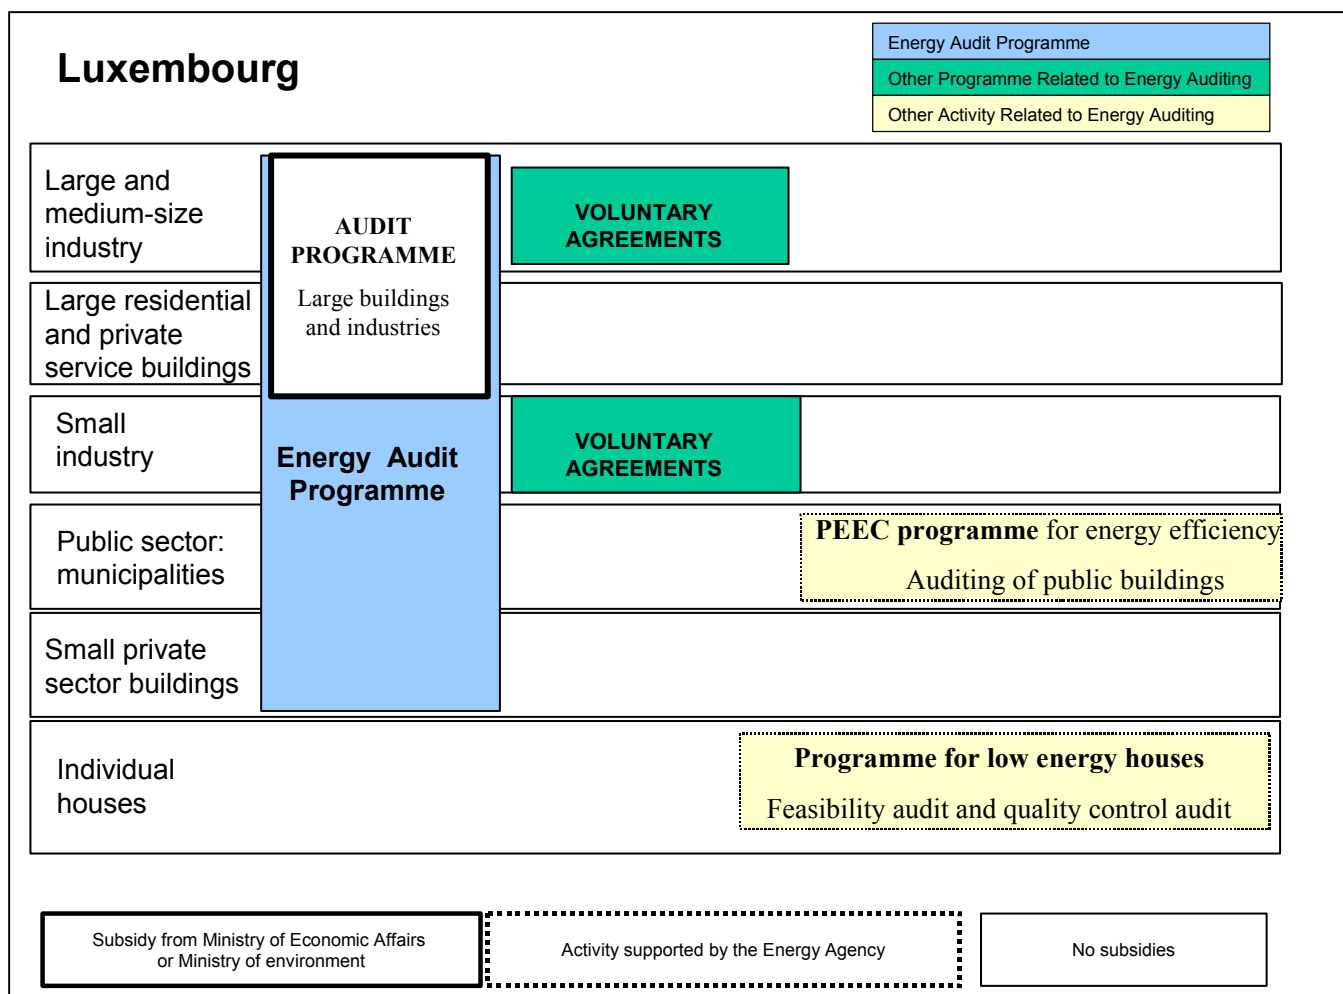 Luxembourg
Energy Audit Programme
Other Programme Related to Energy Auditing
Other Activity Related to Energy Auditing
Large and
medium-size
industry
AUDIT
PROGRAMME
Large buildings
and industries
VOLUNTARY
AGREEMENTS
Large residential
and private
service buildings
Small
industry
Energy Audit
Programme
VOLUNTARY
AGREEMENTS
Public sector:
municipalities
PEEC programme for energy efficiency
Auditing of public buildings
Small private
sector buildings
Individual
houses
Programme for low energy houses
Feasibility audit and quality control audit
Subsidy from Ministry of Economic Affairs
or Ministry of environment
Activity supported by the Energy Agency
No subsidies